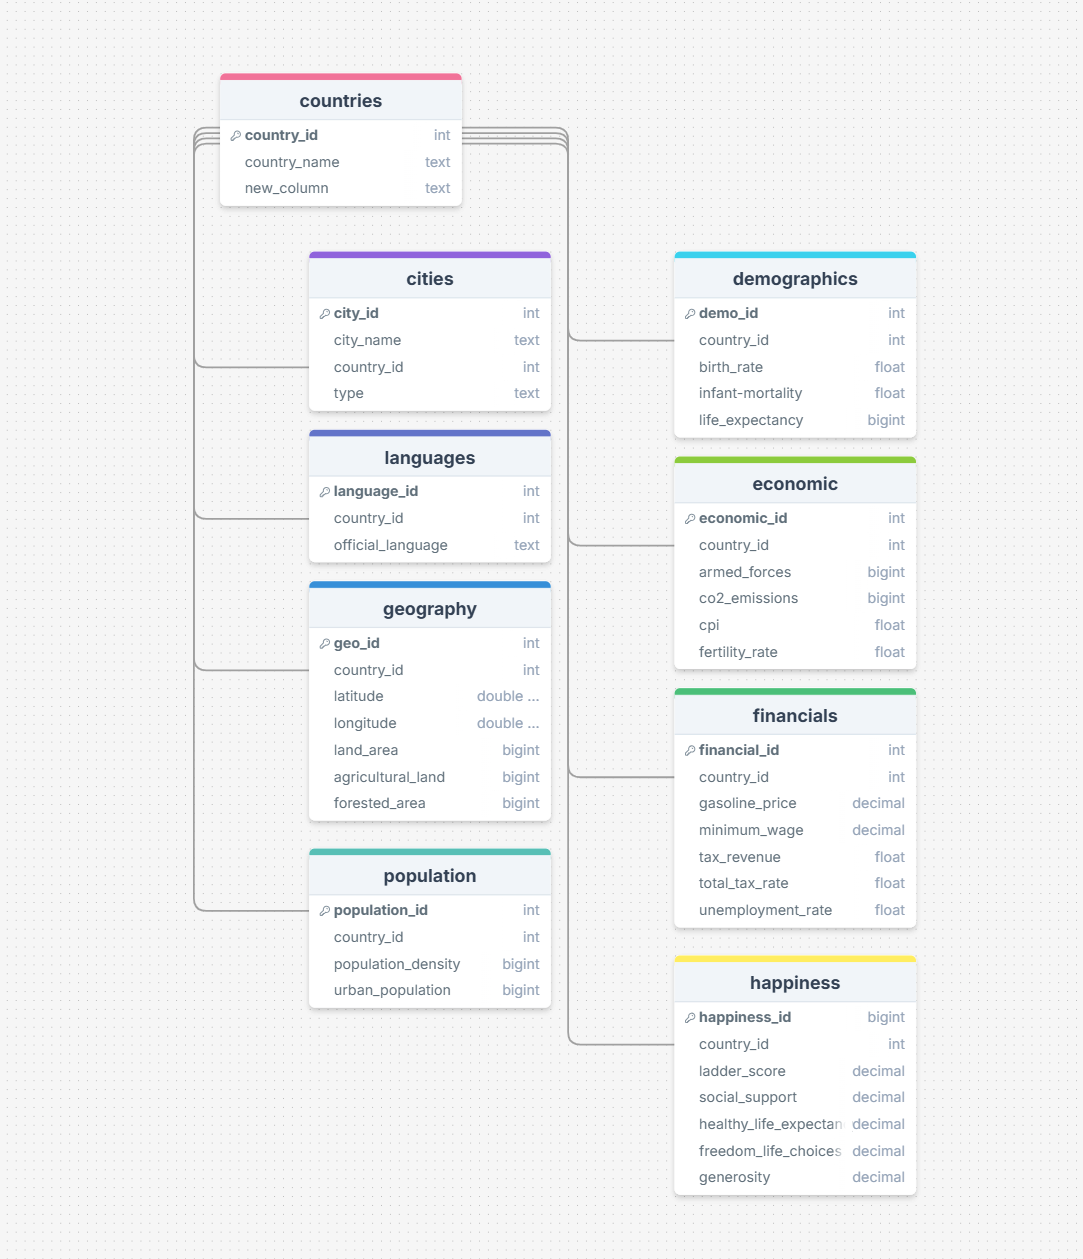 countries
country_id int
country_name text
new_column text
cities
city_id int
city_name text
country_id int
type text
languages
language_id int
country_id int
official_language text
geography
geo_id int
country_id int
latitude double ...
longitude double ...
land_area bigint
agricultural_land bigint
forested_area bigint
population
population_id int
country_id int
population_density bigint
urban_population bigint
demographics
demo_id int
country_id int
birth_rate float
infant-mortality float
life_expectancy bigint
economic
economic_id int
country_id int
armed_forces bigint
co2_emissions bigint
cpi float
fertility_rate float
financials
financial_id int
country_id int
gasoline_price decimal
minimum_wage decimal
tax_revenue float
total_tax_rate float
unemployment_rate float
happiness
happiness_id bigint
country_id int
ladder_score decimal
social_support decimal
healthy_life_expectan decimal
freedom_life_choices decimal
generosity decimal